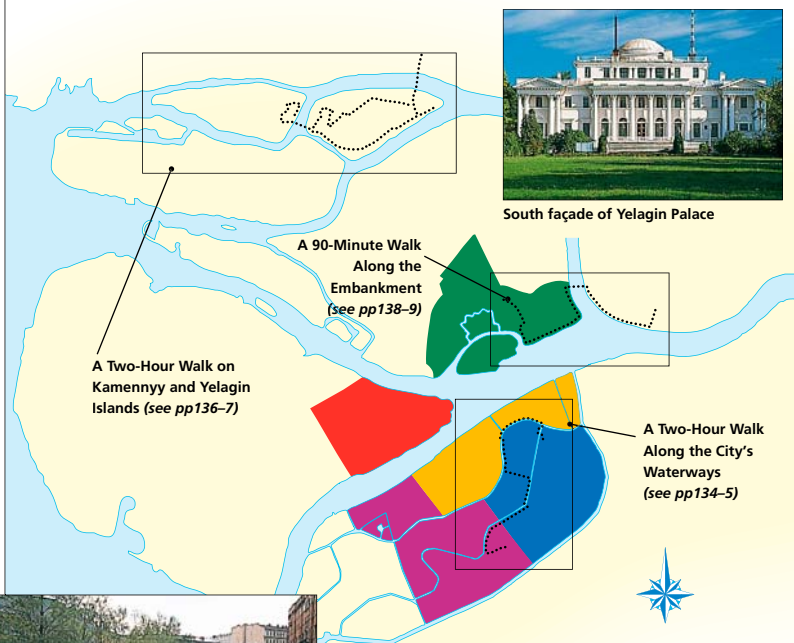 South façade of Yelagin Palace
A 90-Minute Walk
Along the
Embankment
(see pp138–9)
A Two-Hour Walk on
Kamennyy and Yelagin
Islands (see pp136–7)
A Two-Hour Walk
Along the City's
Waterways
(see pp134–5)